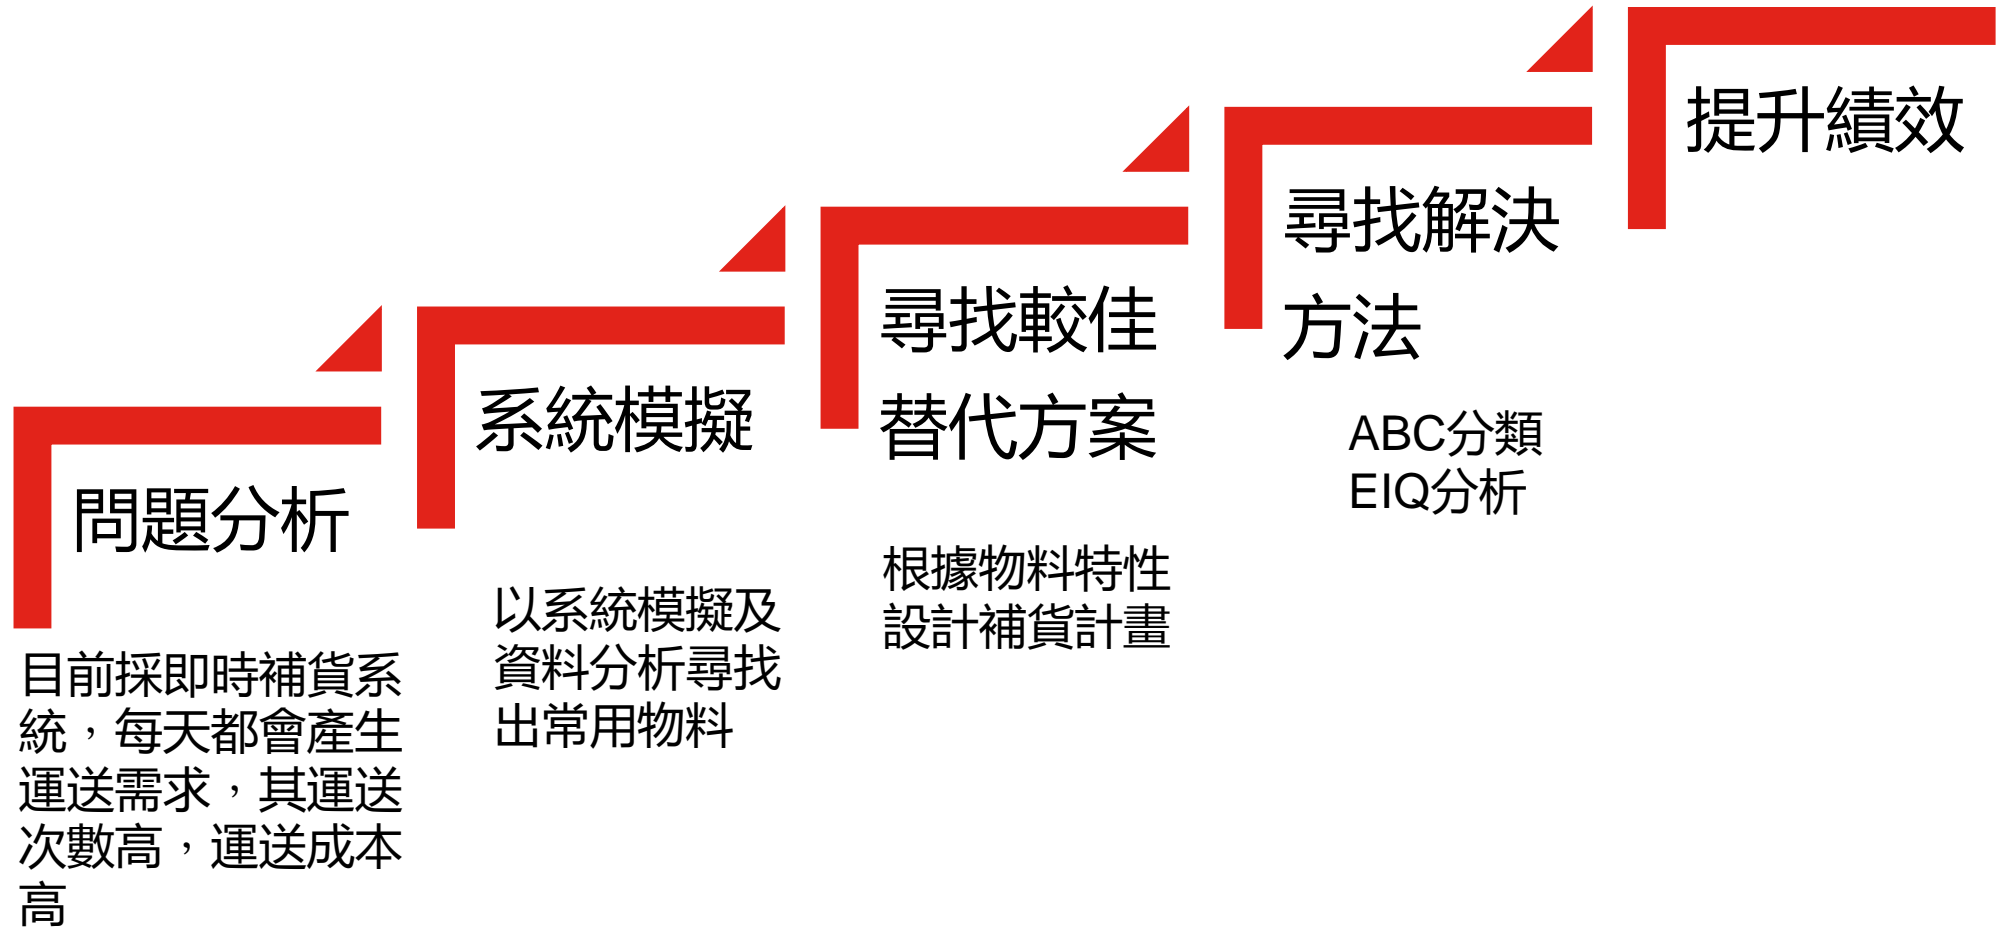 問題分析
目前採即時補貨系
統，每天都會產生
運送需求，其運送
次數高，運送成本
高
系統模擬
以系統模擬及
資料分析尋找
出常用物料
尋找較佳
替代方案
根據物料特性
設計補貨計畫
尋找解決
方法
ABC分類
EIQ分析
提升績效